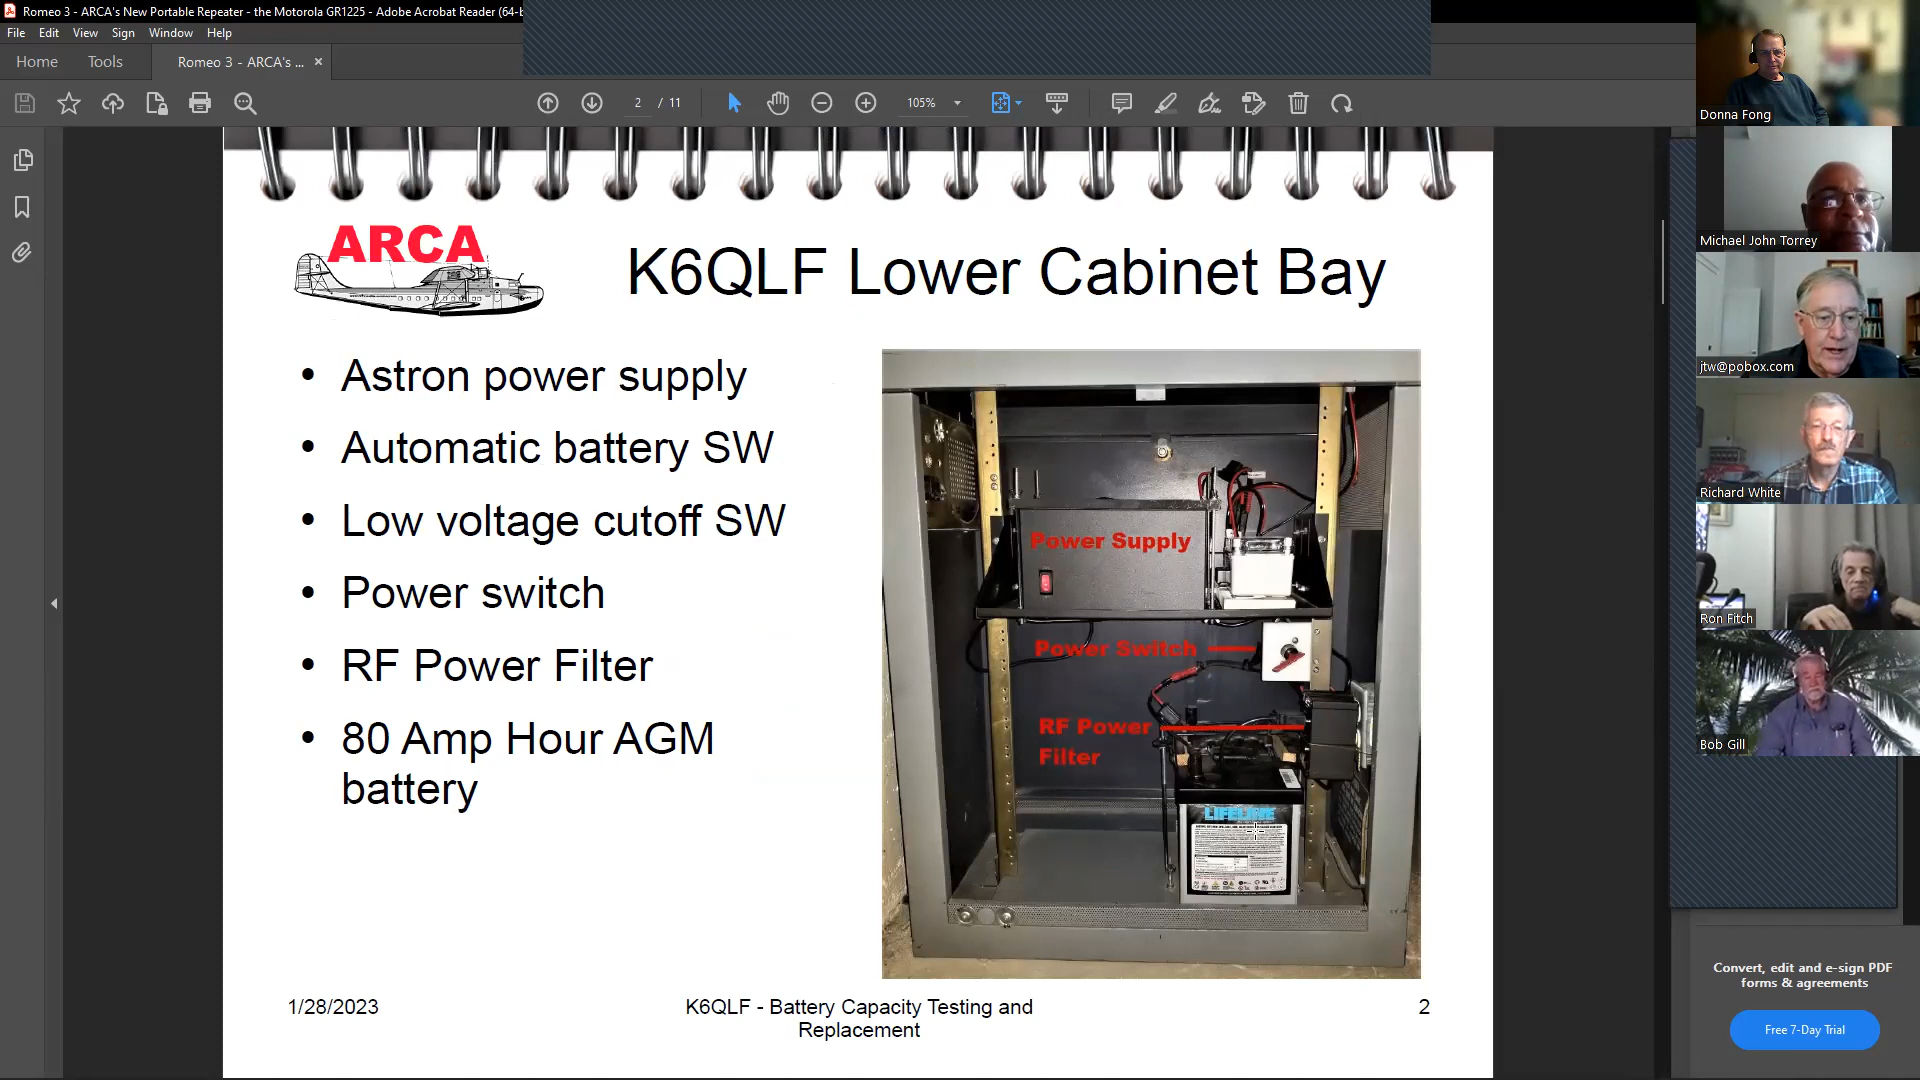 Romeo 3 - ARCA's New Portable Repeater - the Motorola GR1225 - Adobe Acrobat Reader (64-b
File Edit View Sign Window Help
Home Tools Romeo 3 - ARCA's ... ×
2 / 11 105%
ARCA
K6QLF Lower Cabinet Bay
• Astron power supply
• Automatic battery SW
• Low voltage cutoff SW
• Power switch
• RF Power Filter
• 80 Amp Hour AGM
battery
Power Supply
Power Switch
RF Power
Filter
LIFELINE
1/28/2023
K6QLF - Battery Capacity Testing and
Replacement
2
Donna Fong
Michael John Torrey
jtw@pobox.com
Richard White
Ron Fitch
Bob Gill
Convert, edit and e-sign PDF
forms & agreements
Free 7-Day Trial